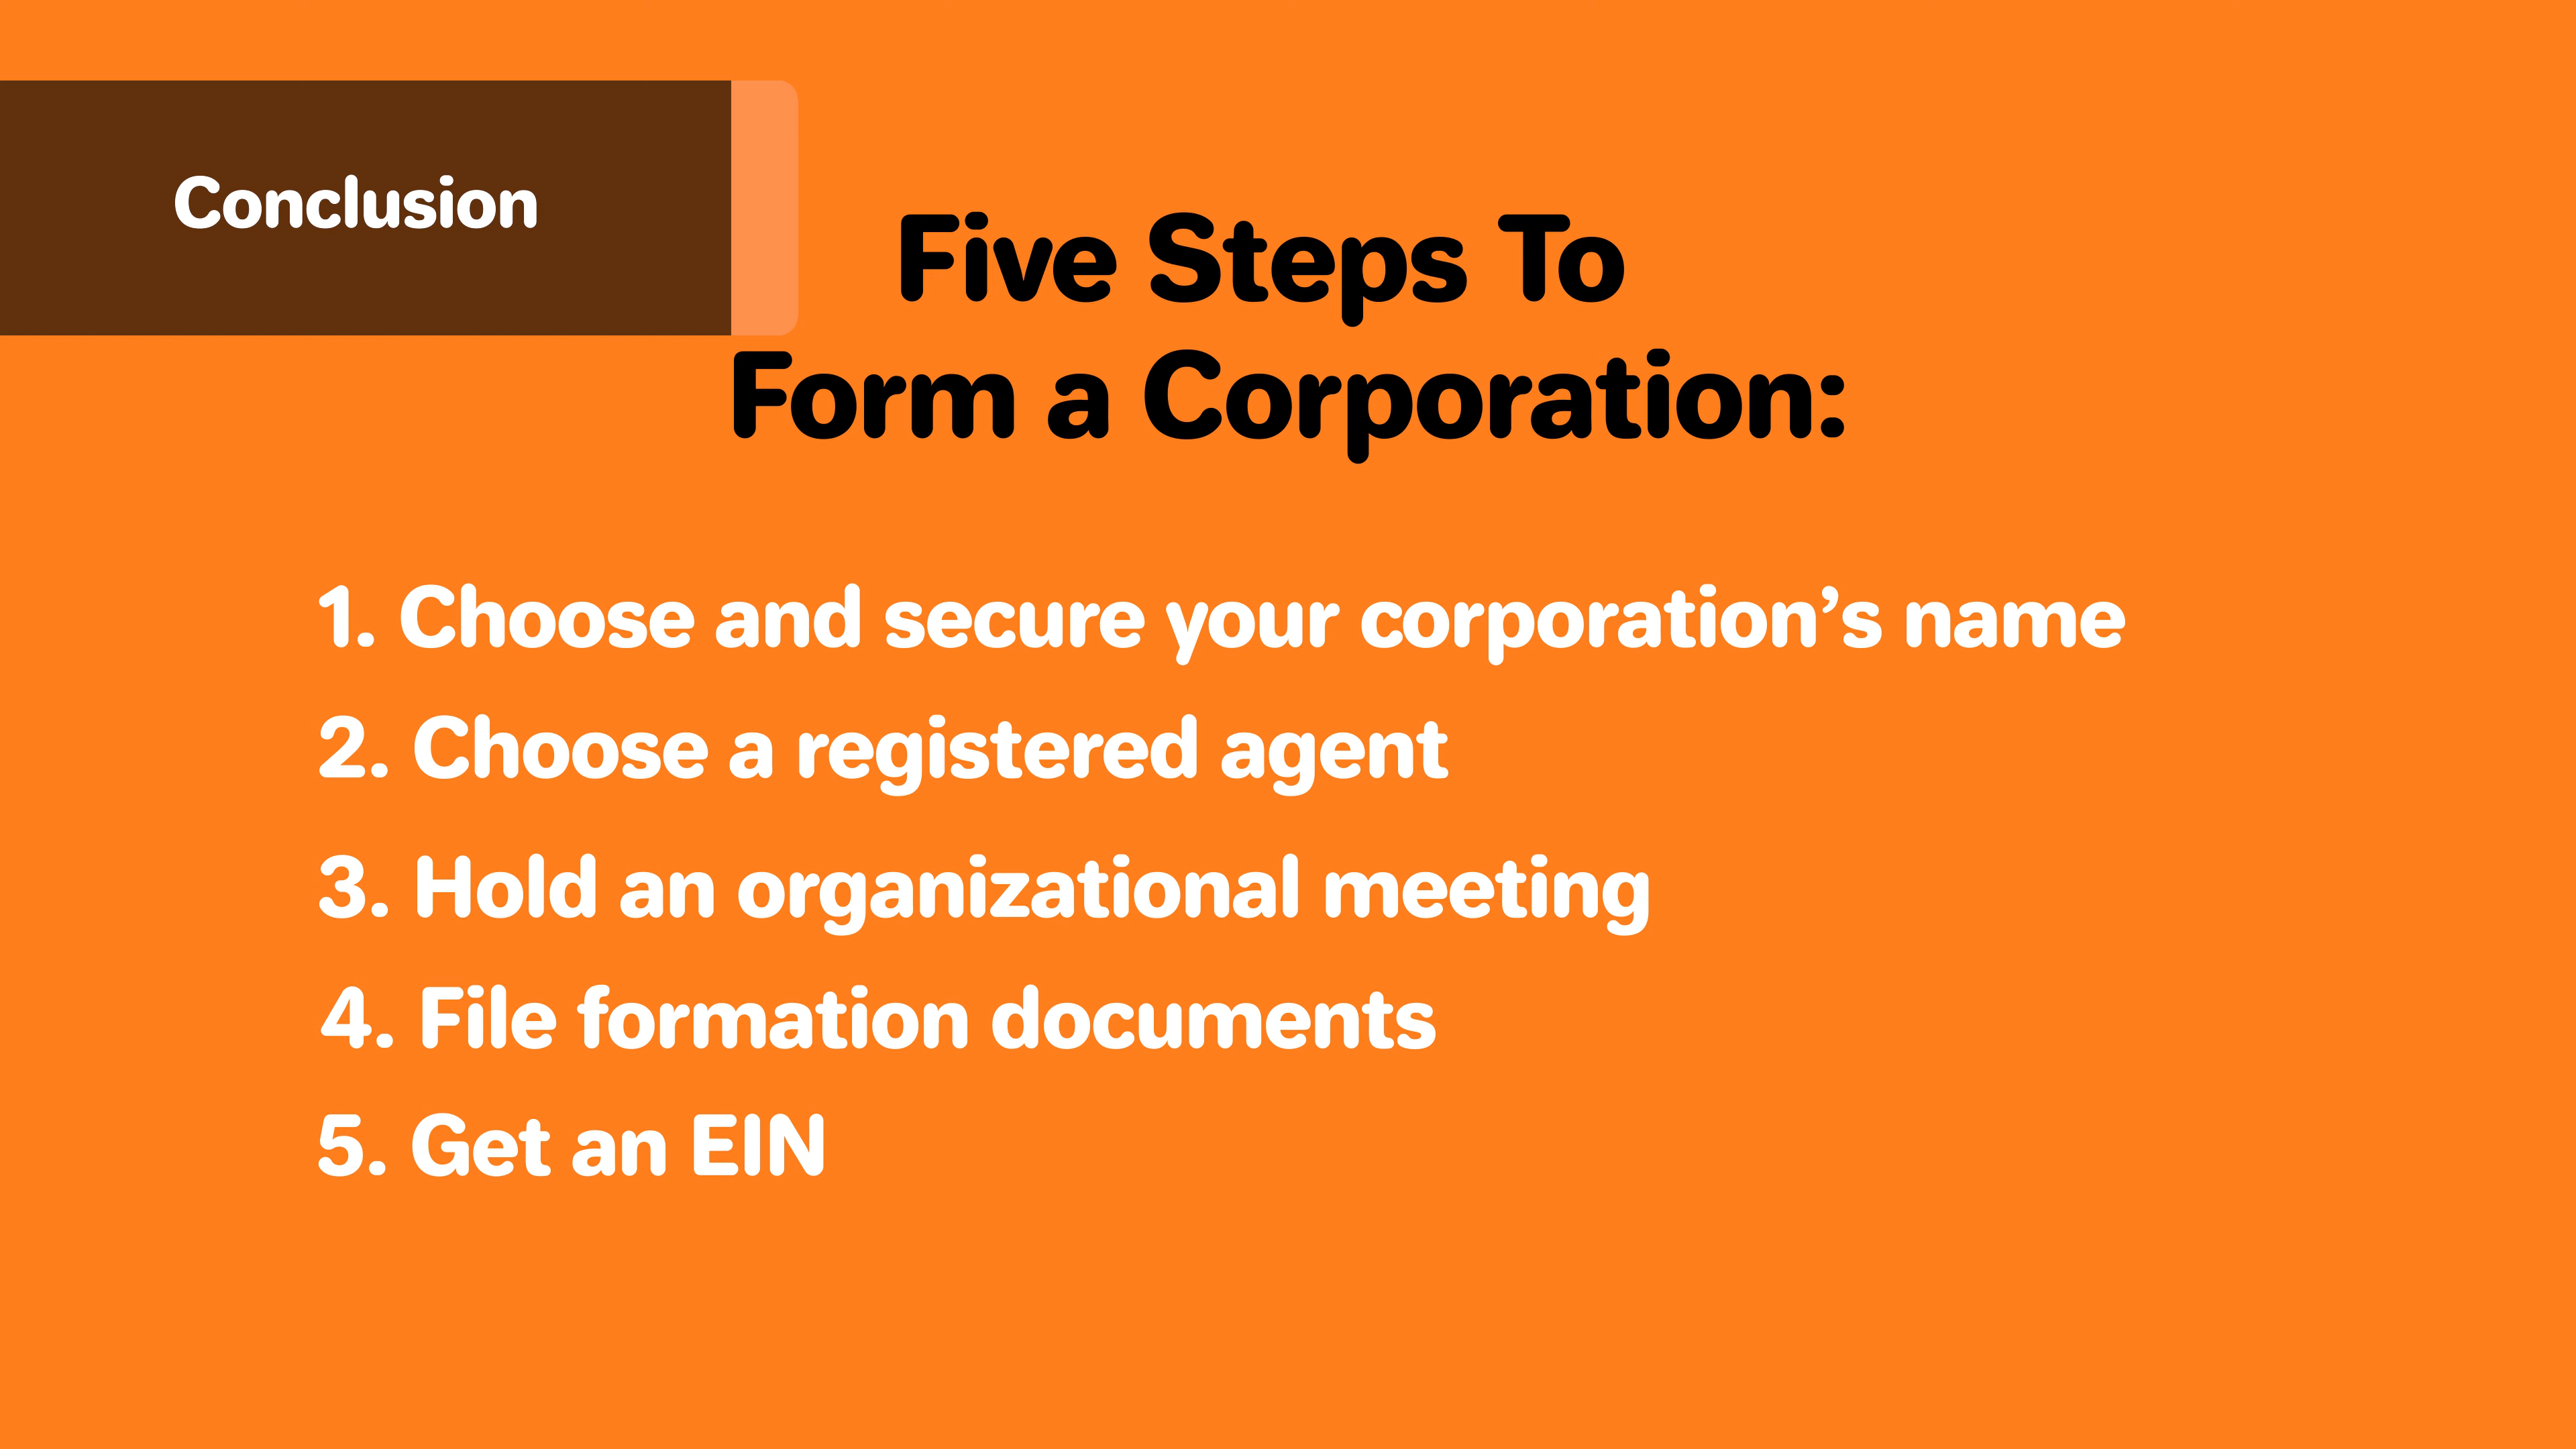 Conclusion
Five Steps To
Form a Corporation:
1. Choose and secure your corporation’s name
2. Choose a registered agent
3. Hold an organizational meeting
4. File formation documents
5. Get an EIN